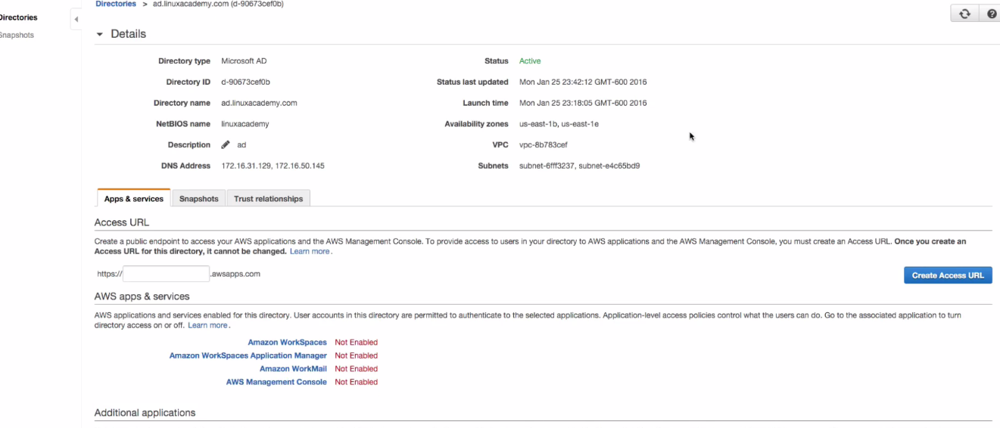 Directories > ad.linuxacademy.com (d-90673cef0b)
Directories
Snapshots
Details
Directory type Microsoft AD Status Active
Directory ID d-90673cef0b Status last updated Mon Jan 25 23:42:12 GMT-600 2016
Directory name ad.linuxacademy.com Launch time Mon Jan 25 23:18:05 GMT-600 2016
NetBIOS name linuxacademy Availability zones us-east-1b, us-east-1e
Description ad VPC vpc-8b783cef
DNS Address 172.16.31.129, 172.16.50.145 Subnets subnet-6fff3237, subnet-e4c65bd9
Apps & services Snapshots Trust relationships
Access URL
Create a public endpoint to access your AWS applications and the AWS Management Console. To provide access to users in your directory to AWS applications and the AWS Management Console, you must create an Access URL. Once you create an
Access URL for this directory, it cannot be changed. Learn more.
https:// .awsapps.com Create Access URL
AWS apps & services
AWS applications and services enabled for this directory. User accounts in this directory are permitted to authenticate to the selected applications. Application-level access policies control what the users can do. Go to the associated application to turn
directory access on or off. Learn more.
Amazon WorkSpaces Not Enabled
Amazon WorkSpaces Application Manager Not Enabled
Amazon WorkMail Not Enabled
AWS Management Console Not Enabled
Additional applications